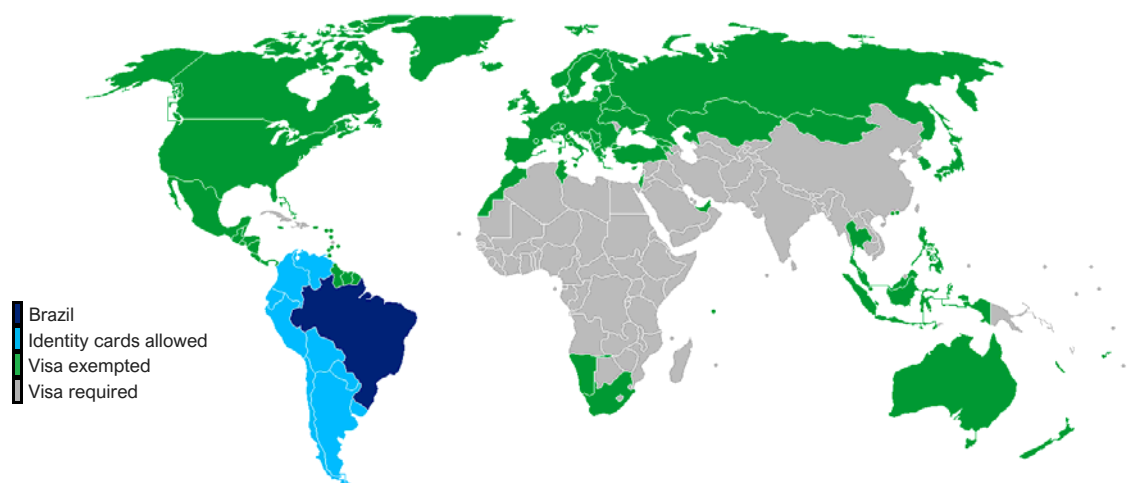 Brazil
Identity cards allowed
Visa exempted
Visa required